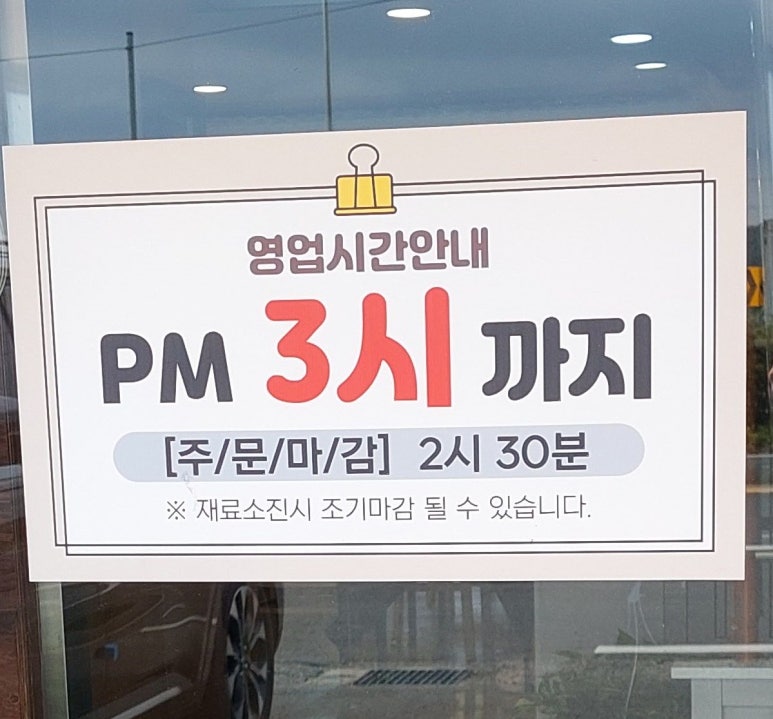 영업시간안내
PM 3시 까지
[주/문/마/감] 2시 30분
※ 재료소진시 조기마감 될 수 있습니다.